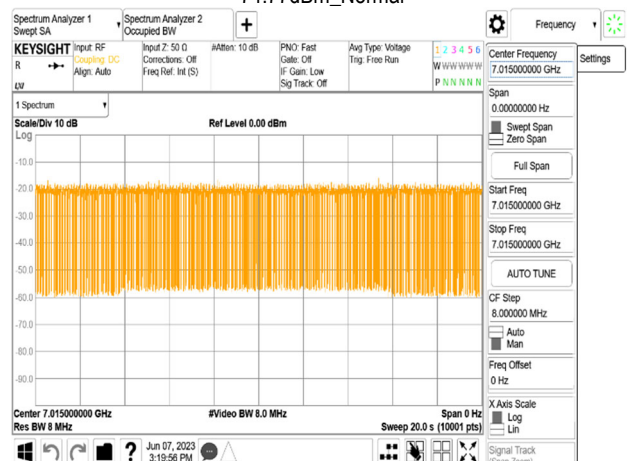 Spectrum Analyzer 1
Swept SA
Spectrum Analyzer 2
Occupied BW
+
Frequency
KEYSIGHT
R
Input: RF
Coupling: DC
Align: Auto
Input Z: 50 Ω
Corrections: Off
Freq Ref: Int (S)
#Atten: 10 dB
PNO: Fast
Gate: Off
IF Gain: Low
Sig Track: Off
Avg Type: Voltage
Trig: Free Run
1 2 3 4 5 6
W W W W W W
P N N N N N
1 Spectrum
Scale/Div 10 dB
Ref Level 0.00 dBm
Log
-10.0
-20.0
-30.0
-40.0
-50.0
-60.0
-70.0
-80.0
-90.0
Center 7.015000000 GHz
#Video BW 8.0 MHz
Span 0 Hz
Res BW 8 MHz
Sweep 20.0 s (10001 pts)
?
Jun 07, 2023
3:19:56 PM
Center Frequency
7.015000000 GHz
Settings
Span
0.00000000 Hz
Swept Span
Zero Span
Full Span
Start Freq
7.015000000 GHz
Stop Freq
7.015000000 GHz
AUTO TUNE
CF Step
8.000000 MHz
Auto
Man
Freq Offset
0 Hz
X Axis Scale
Log
Lin
Signal Track